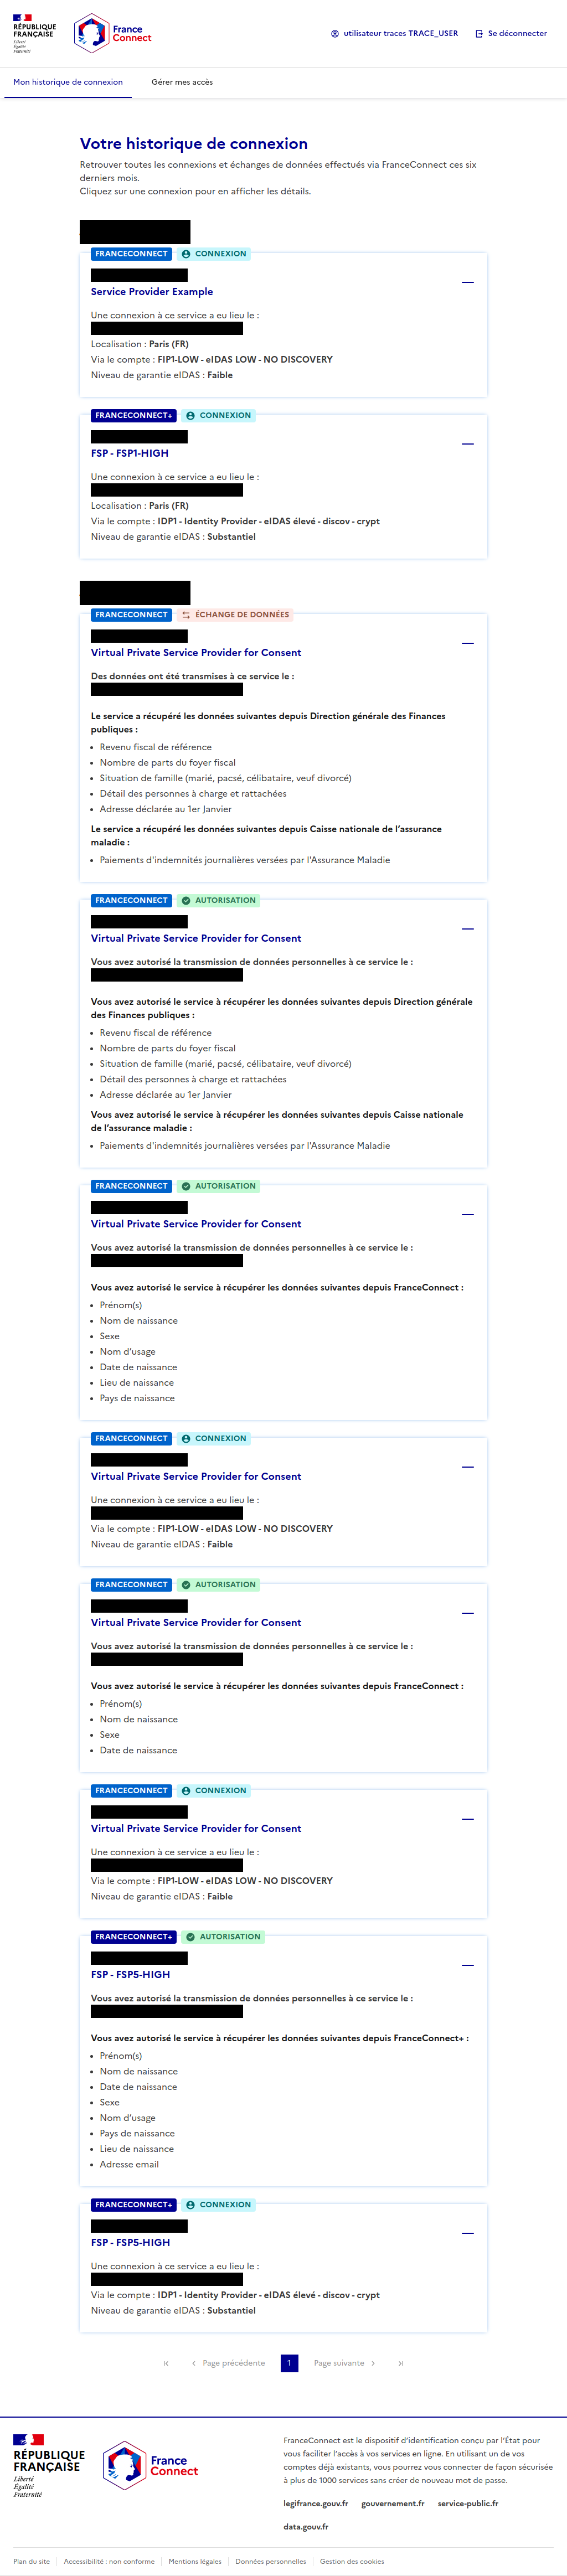 RÉPUBLIQUE
FRANÇAISE
Liberté
Égalité
Fraternité
France
Connect
utilisateur traces TRACE_USER
Se déconnecter
Mon historique de connexion
Gérer mes accès
Votre historique de connexion
Retrouver toutes les connexions et échanges de données effectués via FranceConnect ces six
derniers mois.
Cliquez sur une connexion pour en afficher les détails.
FRANCECONNECT
CONNEXION
Service Provider Example
Une connexion à ce service a eu lieu le :
Localisation : Paris (FR)
Via le compte : FIP1-LOW - eIDAS LOW - NO DISCOVERY
Niveau de garantie eIDAS : Faible
FRANCECONNECT+
CONNEXION
FSP - FSP1-HIGH
Une connexion à ce service a eu lieu le :
Localisation : Paris (FR)
Via le compte : IDP1 - Identity Provider - eIDAS élevé - discov - crypt
Niveau de garantie eIDAS : Substantiel
FRANCECONNECT
ÉCHANGE DE DONNÉES
Virtual Private Service Provider for Consent
Des données ont été transmises à ce service le :
Le service a récupéré les données suivantes depuis Direction générale des Finances
publiques :
Revenu fiscal de référence
Nombre de parts du foyer fiscal
Situation de famille (marié, pacsé, célibataire, veuf divorcé)
Détail des personnes à charge et rattachées
Adresse déclarée au 1er Janvier
Le service a récupéré les données suivantes depuis Caisse nationale de l'assurance
maladie :
Paiements d'indemnités journalières versées par l'Assurance Maladie
FRANCECONNECT
AUTORISATION
Virtual Private Service Provider for Consent
Vous avez autorisé la transmission de données personnelles à ce service le :
Vous avez autorisé le service à récupérer les données suivantes depuis Direction générale
des Finances publiques :
Revenu fiscal de référence
Nombre de parts du foyer fiscal
Situation de famille (marié, pacsé, célibataire, veuf divorcé)
Détail des personnes à charge et rattachées
Adresse déclarée au 1er Janvier
Vous avez autorisé le service à récupérer les données suivantes depuis Caisse nationale
de l'assurance maladie :
Paiements d'indemnités journalières versées par l'Assurance Maladie
FRANCECONNECT
AUTORISATION
Virtual Private Service Provider for Consent
Vous avez autorisé la transmission de données personnelles à ce service le :
Vous avez autorisé le service à récupérer les données suivantes depuis FranceConnect :
Prénom(s)
Nom de naissance
Sexe
Nom d'usage
Date de naissance
Lieu de naissance
Pays de naissance
FRANCECONNECT
CONNEXION
Virtual Private Service Provider for Consent
Une connexion à ce service a eu lieu le :
Via le compte : FIP1-LOW - eIDAS LOW - NO DISCOVERY
Niveau de garantie eIDAS : Faible
FRANCECONNECT
AUTORISATION
Virtual Private Service Provider for Consent
Vous avez autorisé la transmission de données personnelles à ce service le :
Vous avez autorisé le service à récupérer les données suivantes depuis FranceConnect :
Prénom(s)
Nom de naissance
Sexe
Date de naissance
FRANCECONNECT
CONNEXION
Virtual Private Service Provider for Consent
Une connexion à ce service a eu lieu le :
Via le compte : FIP1-LOW - eIDAS LOW - NO DISCOVERY
Niveau de garantie eIDAS : Faible
FRANCECONNECT+
AUTORISATION
FSP - FSP5-HIGH
Vous avez autorisé la transmission de données personnelles à ce service le :
Vous avez autorisé le service à récupérer les données suivantes depuis FranceConnect+ :
Prénom(s)
Nom de naissance
Date de naissance
Sexe
Nom d'usage
Pays de naissance
Lieu de naissance
Adresse email
FRANCECONNECT+
CONNEXION
FSP - FSP5-HIGH
Une connexion à ce service a eu lieu le :
Via le compte : IDP1 - Identity Provider - eIDAS élevé - discov - crypt
Niveau de garantie eIDAS : Substantiel
Page précédente
1
Page suivante
RÉPUBLIQUE
FRANÇAISE
Liberté
Égalité
Fraternité
France
Connect
FranceConnect est le dispositif d'identification conçu par l'État pour
vous faciliter l'accès à vos services en ligne. En utilisant un de vos
comptes déjà existants, vous pourrez vous connecter de façon sécurisée
à plus de 1000 services sans créer de nouveau mot de passe.
legifrance.gouv.fr
gouvernement.fr
service-public.fr
data.gouv.fr
Plan du site
Accessibilité : non conforme
Mentions légales
Données personnelles
Gestion des cookies